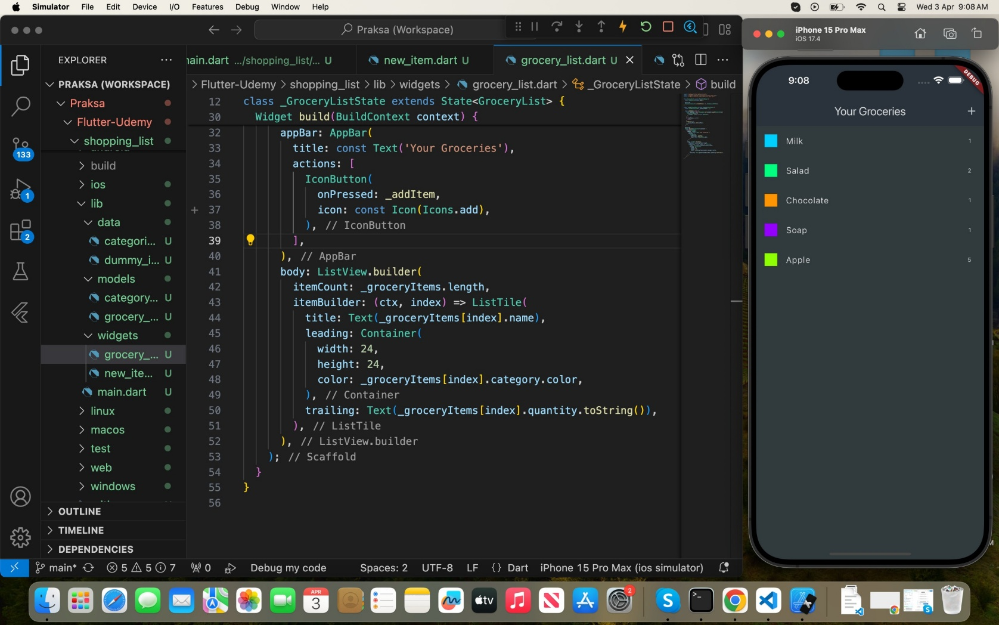 Simulator File Edit Device I/O Features Debug Window Help
Wed 3 Apr 9:08 AM
Praksa (Workspace)
iPhone 15 Pro Max
iOS 17.4
EXPLORER
PRAKSA (WORKSPACE)
Praksa
Flutter-Udemy
shopping_list
build
ios
lib
data
categori... U
dummy_i... U
models
category... U
grocery_... U
widgets
grocery_... U
new_ite... U
main.dart U
linux
macos
test
web
windows
OUTLINE
TIMELINE
DEPENDENCIES
133
1
2
nain.dart .../shopping_list/... U
new_item.dart U
grocery_list.dart U
Flutter-Udemy > shopping_list > lib > widgets > grocery_list.dart > _GroceryListState > build
12 class _GroceryListState extends State<GroceryList> {
30 Widget build(BuildContext context) {
32 appBar: AppBar(
33 title: const Text('Your Groceries'),
34 actions: [
35 IconButton(
36 onPressed: _addItem,
37 icon: const Icon(Icons.add),
38 ), // IconButton
39 ],
40 ), // AppBar
41 body: ListView.builder(
42 itemCount: _groceryItems.length,
43 itemBuilder: (ctx, index) => ListTile(
44 title: Text(_groceryItems[index].name),
45 leading: Container(
46 width: 24,
47 height: 24,
48 color: _groceryItems[index].category.color,
49 ), // Container
50 trailing: Text(_groceryItems[index].quantity.toString()),
51 ), // ListTile
52 ), // ListView.builder
53 ); // Scaffold
54 }
55 }
56
main* 5 5 7 0 Debug my code Spaces: 2 UTF-8 LF {} Dart iPhone 15 Pro Max (ios simulator)
9:08
DEBUG
Your Groceries +
Milk 1
Salad 2
Chocolate 1
Soap 1
Apple 5
APR
3
tv
2